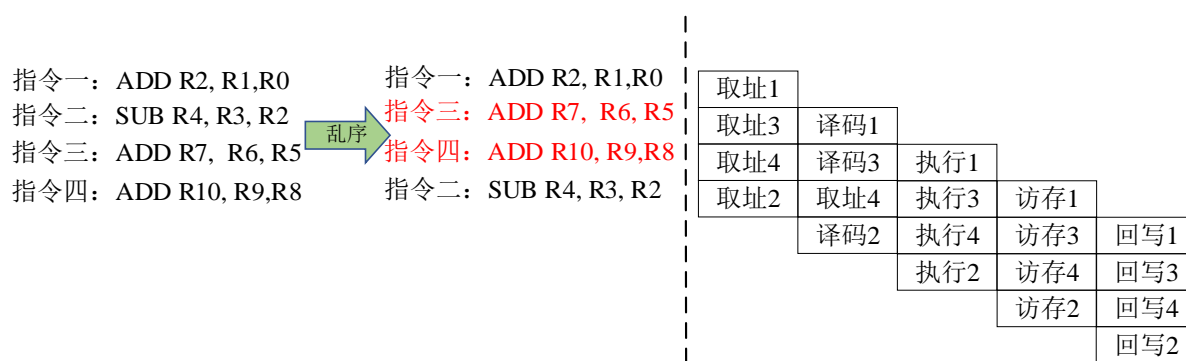 指令一：ADD R2, R1,R0
指令二：SUB R4, R3, R2
指令三：ADD R7, R6, R5
指令四：ADD R10, R9,R8
乱序
指令一：ADD R2, R1,R0
指令三：ADD R7, R6, R5
指令四：ADD R10, R9,R8
指令二：SUB R4, R3, R2
取址1
取址3 译码1
取址4 译码3 执行1
取址2 取址4 执行3 访存1
译码2 执行4 访存3 回写1
执行2 访存4 回写3
访存2 回写4
回写2